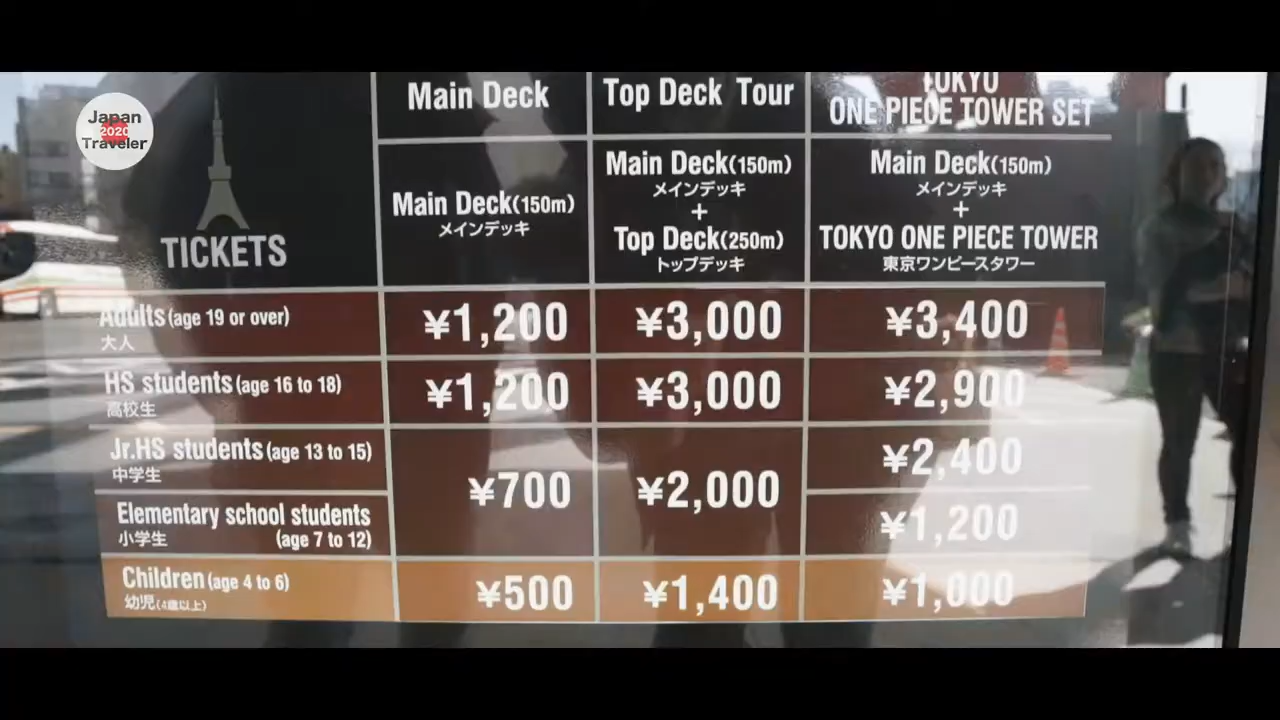 Japan
2020
Traveler
TICKETS
Main Deck
Top Deck Tour
TOKYO
ONE PIECE TOWER SET
Main Deck(150m)
メインデッキ
Main Deck(150m)
メインデッキ
+
Top Deck(250m)
トップデッキ
Main Deck(150m)
メインデッキ
+
TOKYO ONE PIECE TOWER
東京ワンピースタワー
Adults(age 19 or over)
大人
¥1,200
¥3,000
¥3,400
HS students(age 16 to 18)
高校生
¥1,200
¥3,000
¥2,900
Jr.HS students(age 13 to 15)
中学生
¥700
¥2,000
¥2,400
Elementary school students
小学生 (age 7 to 12)
¥1,200
Children(age 4 to 6)
幼児(4歳以上)
¥500
¥1,400
¥1,000